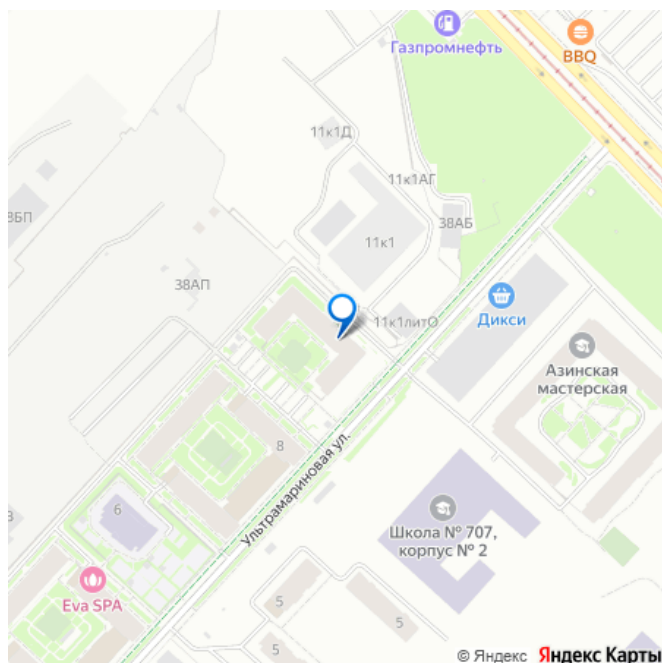 Газпромнефть
BBQ
11к1Д
11к1АГ
38АБ
11к1
38АП
11к1литО
Дикси
Азинская
мастерская
8
Ультрамариновая ул.
6
Школа № 707,
корпус № 2
Eva SPA
5
5
5
© Яндекс Яндекс Карты